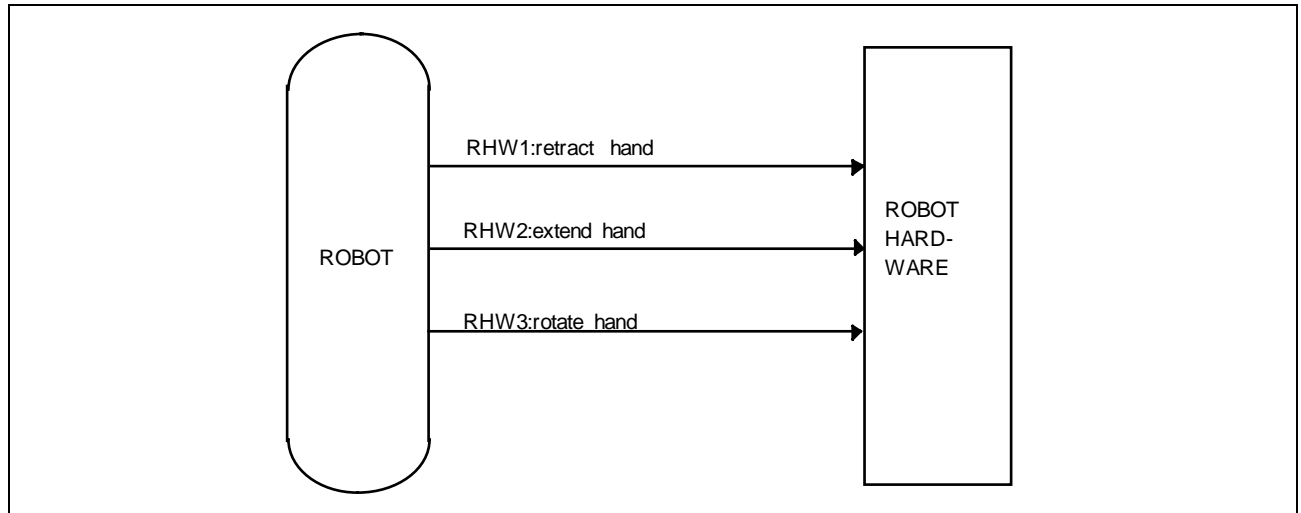 RHW1:retract hand
RHW2:extend hand
ROBOT
RHW3:rotate hand
ROBOT
HARD-
WARE